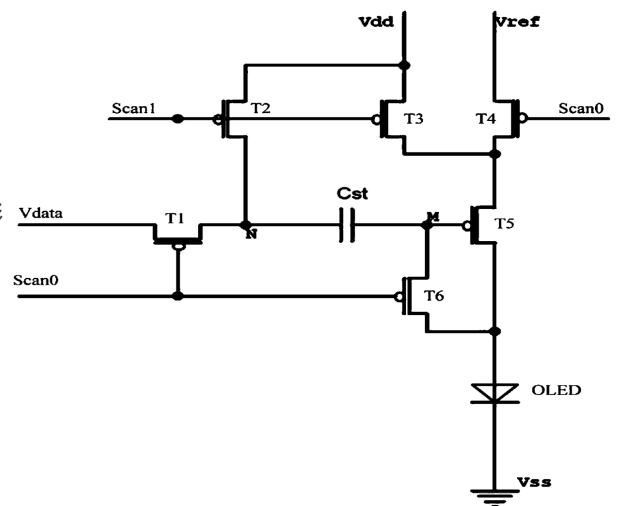 Vdd Vref
Scan1 T2 T3 T4 Scan0
Cst
Vdata T1 N M T5
Scan0 T6
OLED
Vss